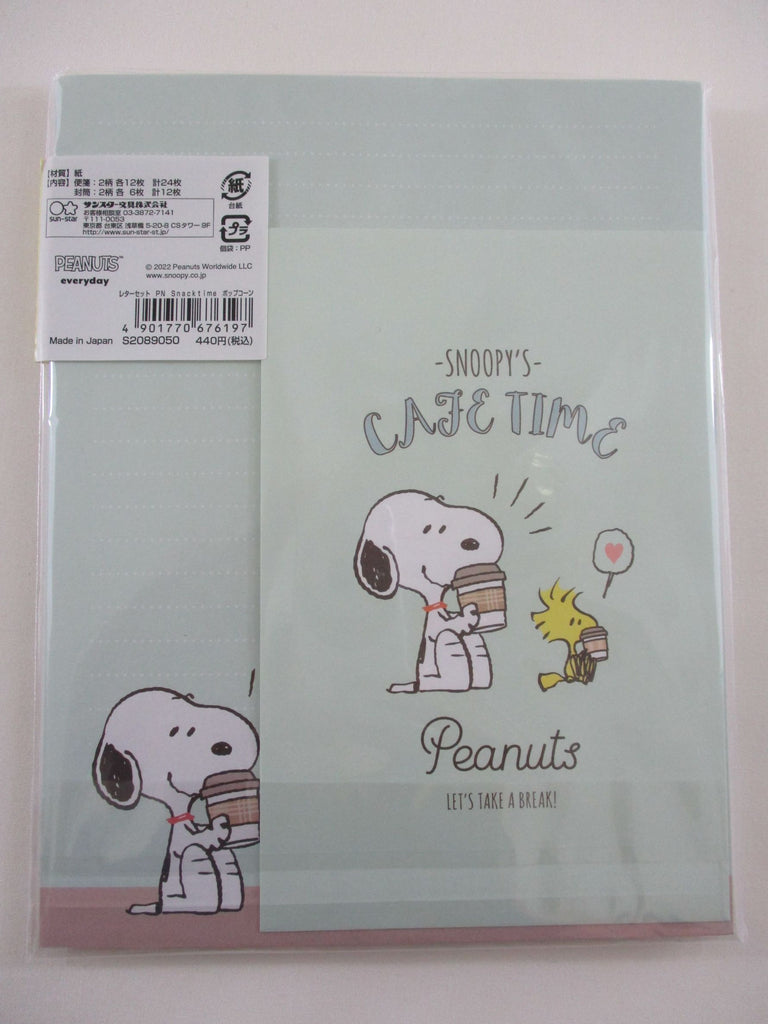 【材質】紙
【内容】便箋：2柄 各12枚 計24枚
封筒：2柄 各 6枚 計12枚
紙
台紙
sun-star
サンスター文具株式会社
お客様相談室 03-3872-7141
〒111-0053
東京都 台東区 浅草橋 5-20-8 CSタワー 9F
http://www.sun-star-st.jp/
プラ
個袋：PP
PEANUTS™
everyday
© 2022 Peanuts Worldwide LLC
www.snoopy.co.jp
レターセット PN Snacktime ポップコーン
4 901770 676197
Made in Japan S2089050 440円(税込)
-SNOOPY'S-
CAFE TIME
Peanuts
LET'S TAKE A BREAK!